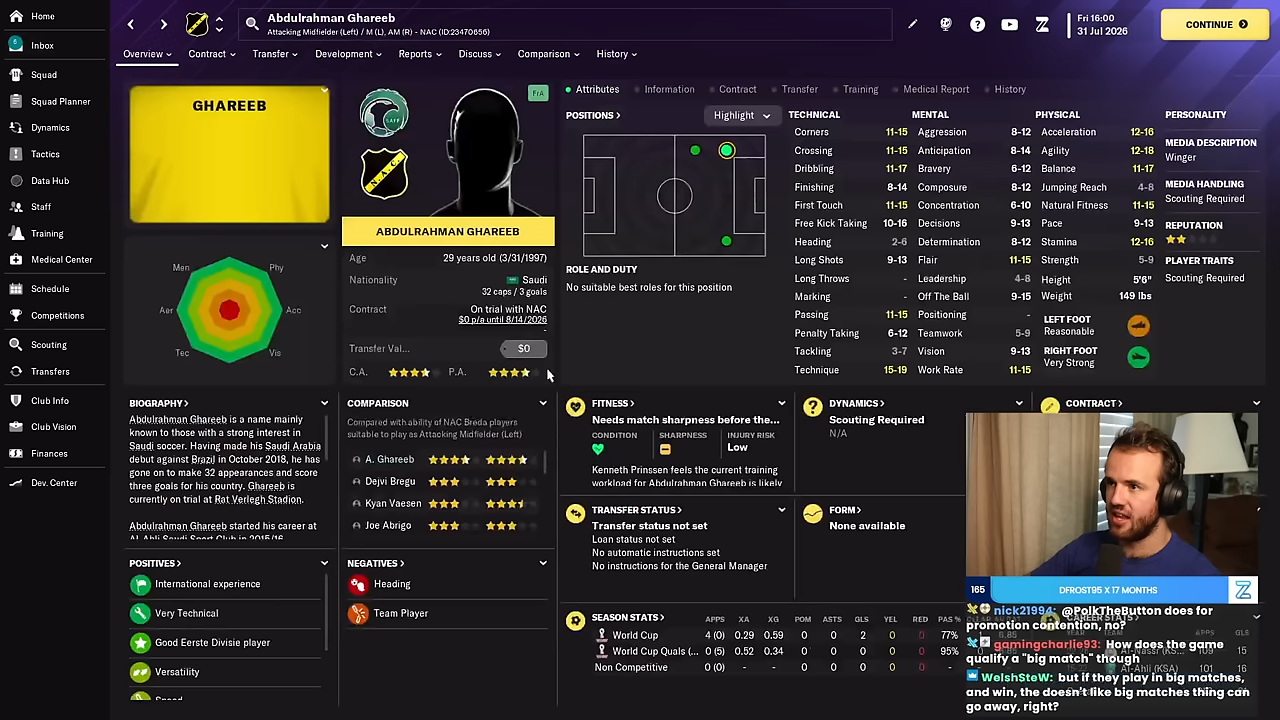 Home
Inbox
Squad
Squad Planner
Dynamics
Tactics
Data Hub
Staff
Training
Medical Center
Schedule
Competitions
Scouting
Transfers
Club Info
Club Vision
Finances
Dev. Center
Abdulrahman Ghareeb
Attacking Midfielder (Left) / M (L), AM (R) - NAC (ID:23470656)
Fri 16:00
31 Jul 2026
CONTINUE
Overview
Contract
Transfer
Development
Reports
Discuss
Comparison
History
GHAREEB
Men
Phy
Aer
Acc
Tec
Vis
FrA
ABDULRAHMAN GHAREEB
Age 29 years old (3/31/1997)
Nationality Saudi
32 caps / 3 goals
Contract On trial with NAC
$0 p/a until 8/14/2026
-
Transfer Val... $0
C.A. P.A.
Attributes
Information
Contract
Transfer
Training
Medical Report
History
POSITIONS
Highlight
ROLE AND DUTY
No suitable best roles for this position
TECHNICAL
Corners 11-15
Crossing 11-15
Dribbling 11-17
Finishing 8-14
First Touch 11-15
Free Kick Taking 10-16
Heading 2-6
Long Shots 9-13
Long Throws -
Marking -
Passing 11-15
Penalty Taking 6-12
Tackling 3-7
Technique 15-19
MENTAL
Aggression 8-12
Anticipation 8-14
Bravery 6-12
Composure 8-12
Concentration 6-10
Decisions 9-13
Determination 8-12
Flair 11-15
Leadership 4-8
Off The Ball 9-15
Positioning -
Teamwork 5-9
Vision 9-13
Work Rate 11-15
PHYSICAL
Acceleration 12-16
Agility 12-18
Balance 11-17
Jumping Reach 4-8
Natural Fitness 11-15
Pace 9-13
Stamina 12-16
Strength 5-9
Height 5'6"
Weight 149 lbs
LEFT FOOT
Reasonable
RIGHT FOOT
Very Strong
PERSONALITY
MEDIA DESCRIPTION
Winger
MEDIA HANDLING
Scouting Required
REPUTATION
PLAYER TRAITS
Scouting Required
BIOGRAPHY
Abdulrahman Ghareeb is a name mainly
known to those with a strong interest in
Saudi soccer. Having made his Saudi Arabia
debut against Brazil in October 2018, he has
gone on to make 32 appearances and score
three goals for his country. Ghareeb is
currently on trial at Rat Verlegh Stadion.
Abdulrahman Ghareeb started his career at
Al-Ahli Saudi Sport Club in 2015/16
COMPARISON
Compared with ability of NAC Breda players
suitable to play as Attacking Midfielder (Left)
A. Ghareeb
Dejvi Bregu
Kyan Vaesen
Joe Abrigo
FITNESS
Needs match sharpness before the...
CONDITION
SHARPNESS
INJURY RISK
Low
Kenneth Prinssen feels the current training
workload for Abdulrahman Ghareeb is likely
DYNAMICS
Scouting Required
N/A
CONTRACT
TRANSFER STATUS
Transfer status not set
Loan status not set
No automatic instructions set
No instructions for the General Manager
FORM
None available
POSITIVES
International experience
Very Technical
Good Eerste Divisie player
Versatility
Speed
NEGATIVES
Heading
Team Player
SEASON STATS
APPS XA XG POM ASTS GLS YEL RED PAS %
World Cup 4 (0) 0.29 0.59 0 0 2 0 0 77%
World Cup Quals (... 0 (5) 0.52 0.34 0 0 0 0 0 95%
Non Competitive 0 (0) - - 0 0 0 0 0 -
165 DFROST95 X 17 MONTHS
nick21994: @PolkTheButton does for
promotion contention, no?
gamingcharlie93: How does the game
qualify a "big match" though
WelshSteW: but if they play in big matches,
and win, the doesn't like big matches thing can
go away, right?